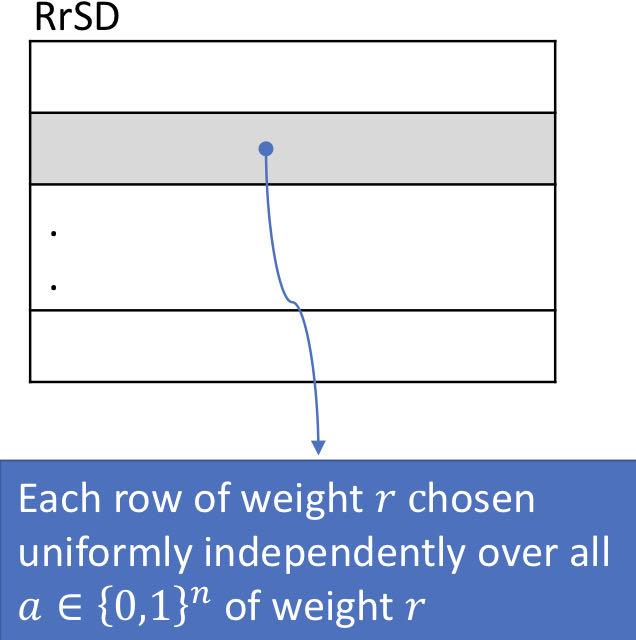 RrSD
.
.
Each row of weight r chosen
uniformly independently over all
a ∈ {0,1}ⁿ of weight r